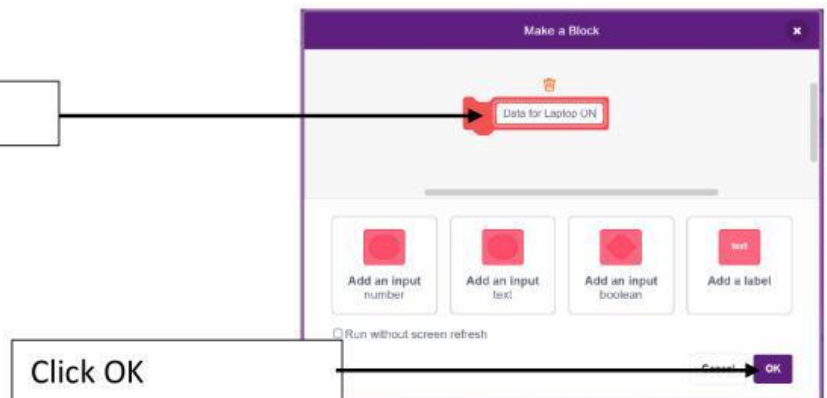 Make a Block
Data for Laptop ON
Add an input
number
Add an input
text
Add an input
boolean
text
Add a label
Run without screen refresh
Click OK
Cancel
OK